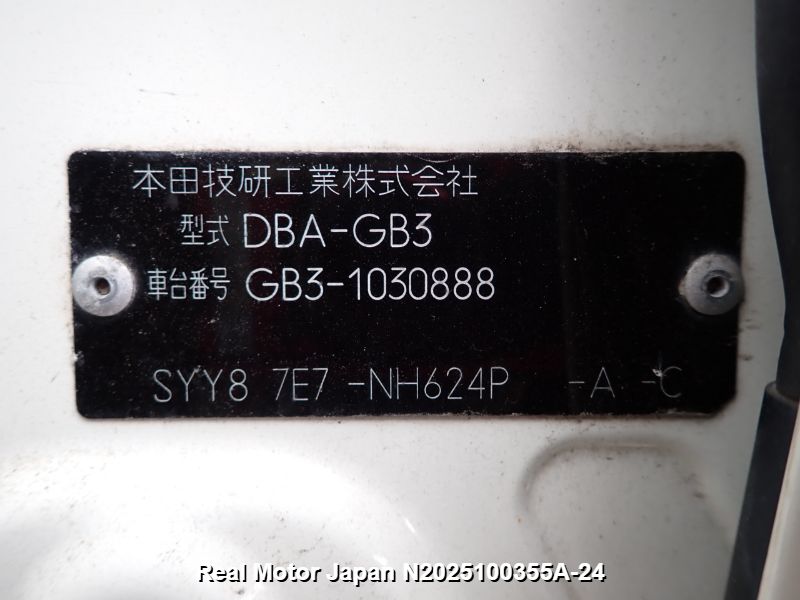 本田技研工業株式会社
型式 DBA-GB3
車台番号 GB3-1030888
SYY8 7E7 -NH624P -A -C
Real Motor Japan N2025100355A-24